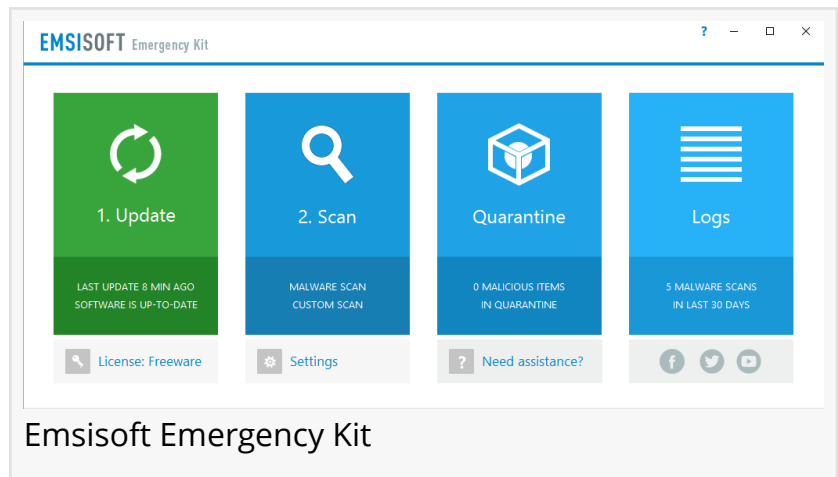 EMSISOFT Emergency Kit
?
1. Update
2. Scan
Quarantine
Logs
LAST UPDATE 8 MIN AGO
SOFTWARE IS UP-TO-DATE
MALWARE SCAN
CUSTOM SCAN
0 MALICIOUS ITEMS
IN QUARANTINE
5 MALWARE SCANS
IN LAST 30 DAYS
License: Freeware
Settings
? Need assistance?
Emsisoft Emergency Kit